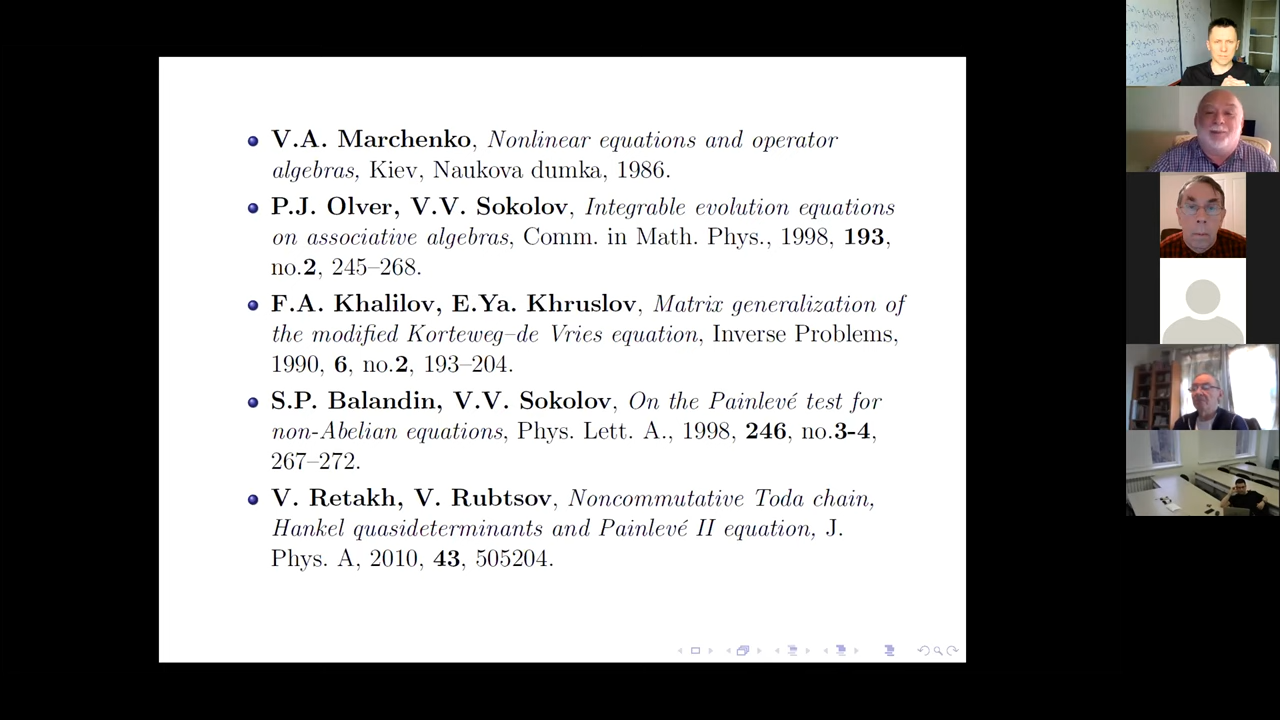 V.A. Marchenko, Nonlinear equations and operator
algebras, Kiev, Naukova dumka, 1986.
P.J. Olver, V.V. Sokolov, Integrable evolution equations
on associative algebras, Comm. in Math. Phys., 1998, 193,
no.2, 245–268.
F.A. Khalilov, E.Ya. Khruslov, Matrix generalization of
the modified Korteweg–de Vries equation, Inverse Problems,
1990, 6, no.2, 193–204.
S.P. Balandin, V.V. Sokolov, On the Painlevé test for
non-Abelian equations, Phys. Lett. A., 1998, 246, no.3-4,
267–272.
V. Retakh, V. Rubtsov, Noncommutative Toda chain,
Hankel quasideterminants and Painlevé II equation, J.
Phys. A, 2010, 43, 505204.